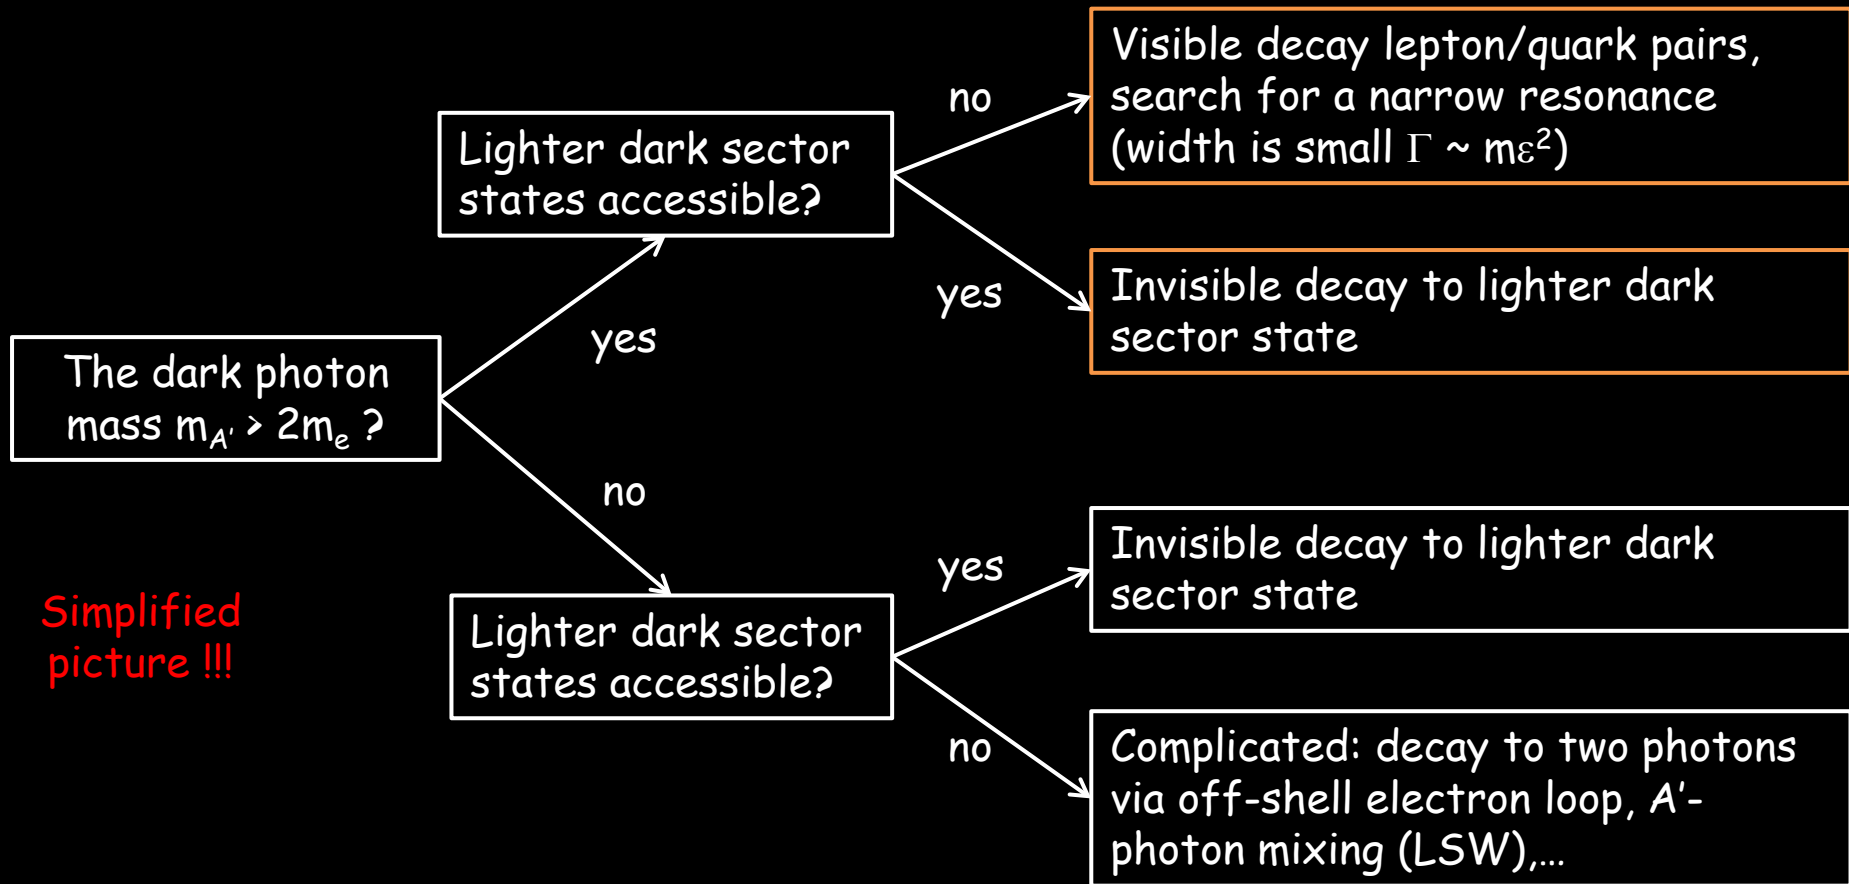 The dark photon
mass m_A' > 2m_e ?
yes
no
Lighter dark sector
states accessible?
no
yes
Visible decay lepton/quark pairs,
search for a narrow resonance
(width is small Γ ~ mε²)
Invisible decay to lighter dark
sector state
Lighter dark sector
states accessible?
yes
no
Invisible decay to lighter dark
sector state
Complicated: decay to two photons
via off-shell electron loop, A'-
photon mixing (LSW),…
Simplified
picture !!!